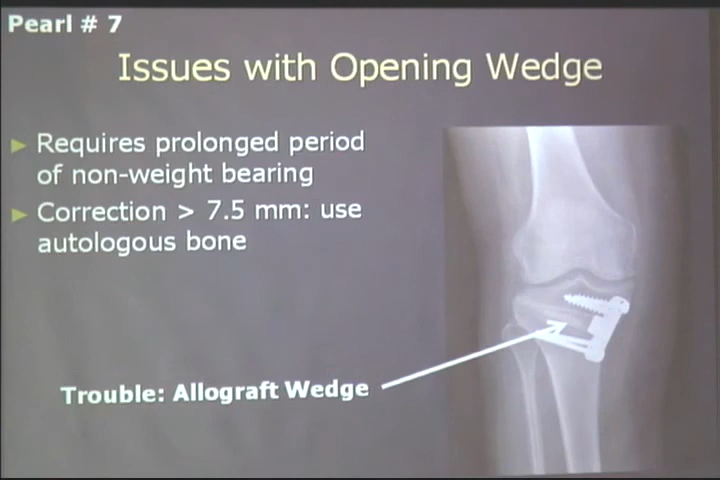 Pearl # 7
Issues with Opening Wedge
Requires prolonged period
of non-weight bearing
Correction > 7.5 mm: use
autologous bone
Trouble: Allograft Wedge